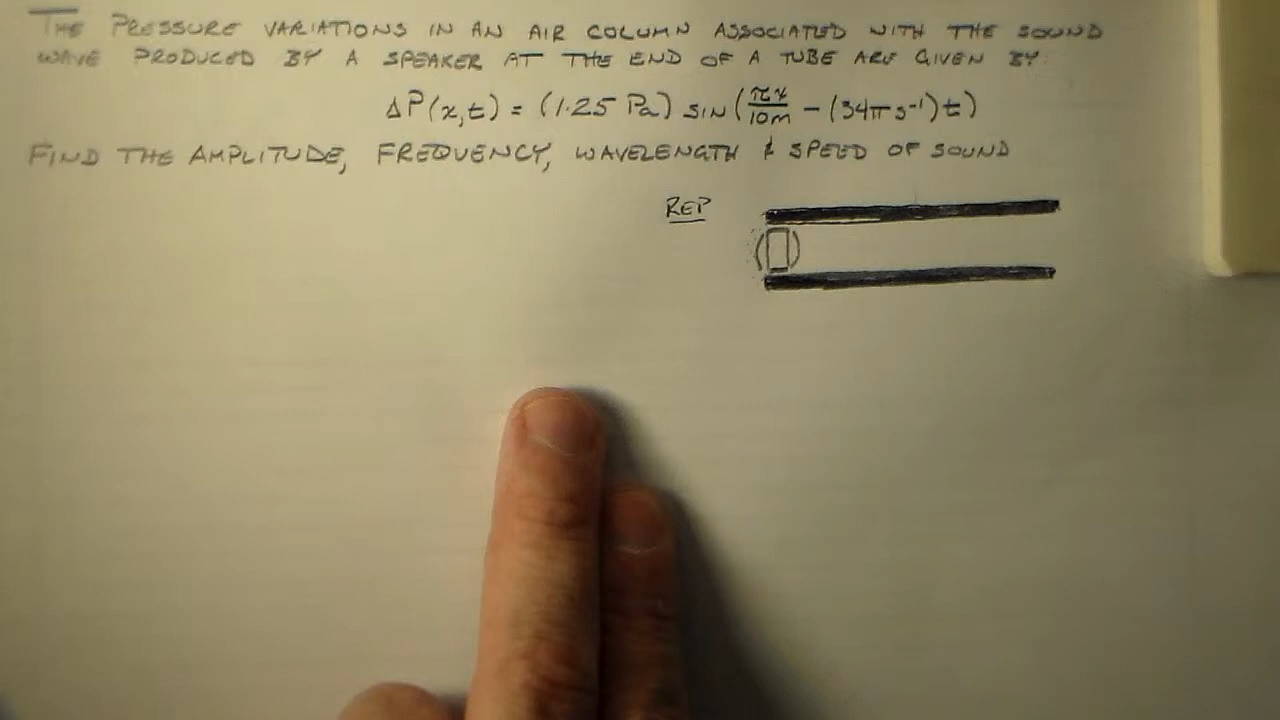 THE PRESSURE VARIATIONS IN AN AIR COLUMN ASSOCIATED WITH THE SOUND
WAVE PRODUCED BY A SPEAKER AT THE END OF A TUBE ARE GIVEN BY:
ΔP(x,t) = (1.25 Pa) SIN(πx/10m − (34π s⁻¹)t)
FIND THE AMPLITUDE, FREQUENCY, WAVELENGTH & SPEED OF SOUND
REP